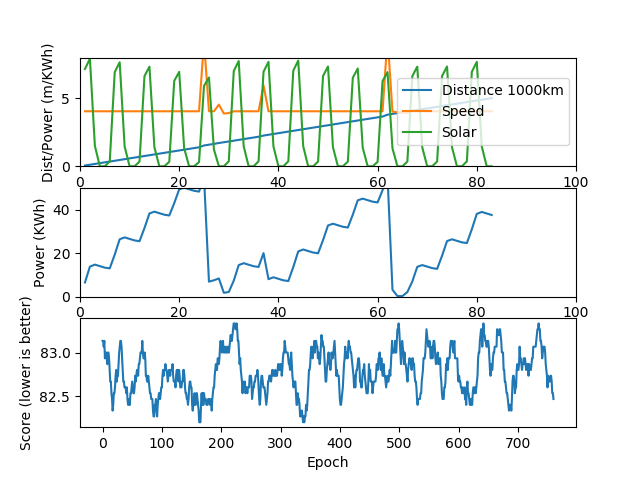 Dist/Power (m/KWh)
5
0
Distance 1000km
Speed
Solar
0 20 40 60 80 100
Power (KWh)
40
20
0
0 20 40 60 80 100
Score (lower is better)
83.0
82.5
0 100 200 300 400 500 600 700
Epoch